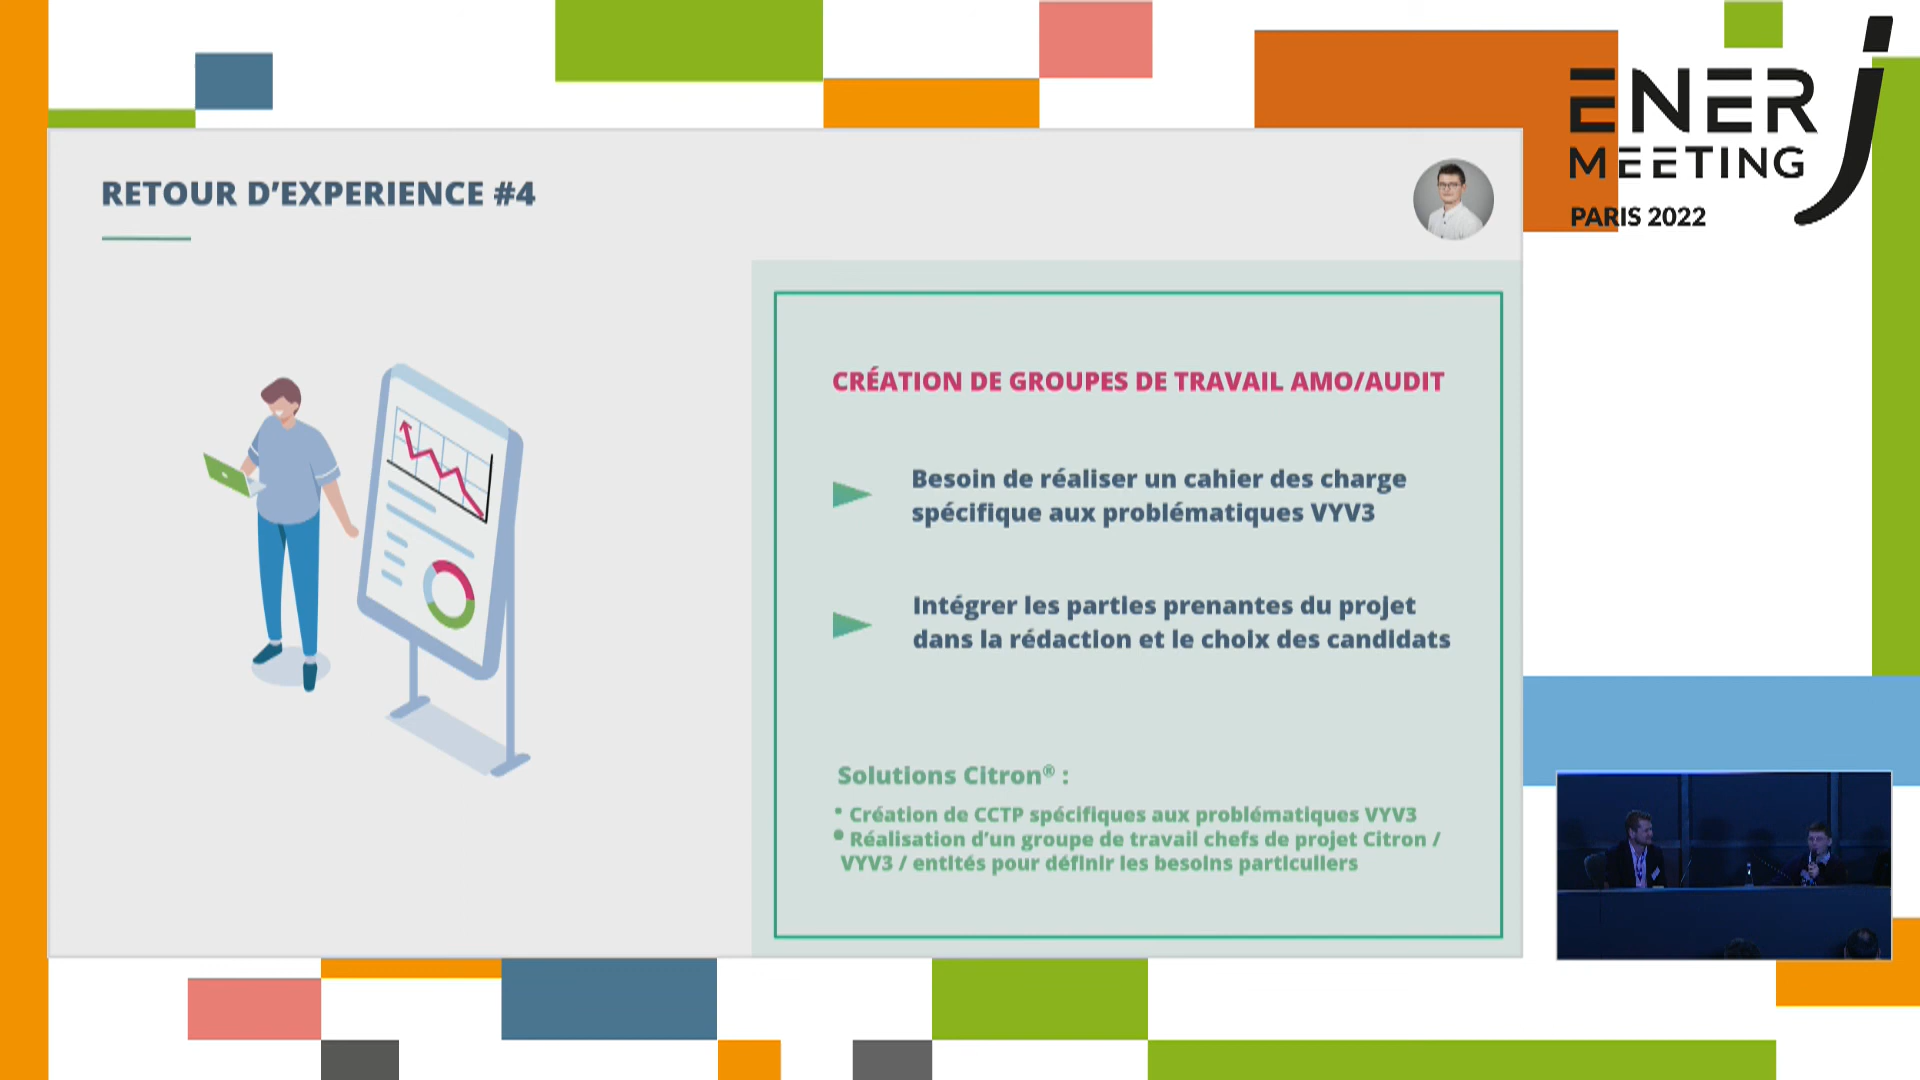 RETOUR D’EXPERIENCE #4
ENER J
MEETING
PARIS 2022
CRÉATION DE GROUPES DE TRAVAIL AMO/AUDIT
Besoin de réaliser un cahier des charge
spécifique aux problématiques VYV3
Intégrer les parties prenantes du projet
dans la rédaction et le choix des candidats
Solutions Citron® :
• Création de CCTP spécifiques aux problématiques VYV3
• Réalisation d’un groupe de travail chefs de projet Citron /
VYV3 / entités pour définir les besoins particuliers